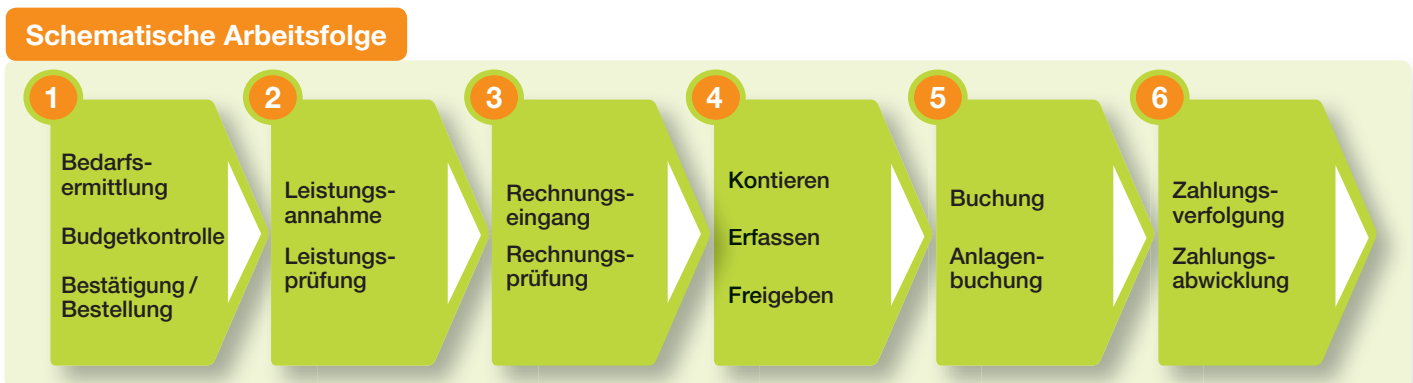 Schematische Arbeitsfolge
1
Bedarfs-
ermittlung
Budgetkontrolle
Bestätigung /
Bestellung
2
Leistungs-
annahme
Leistungs-
prüfung
3
Rechnungs-
eingang
Rechnungs-
prüfung
4
Kontieren
Erfassen
Freigeben
5
Buchung
Anlagen-
buchung
6
Zahlungs-
verfolgung
Zahlungs-
abwicklung